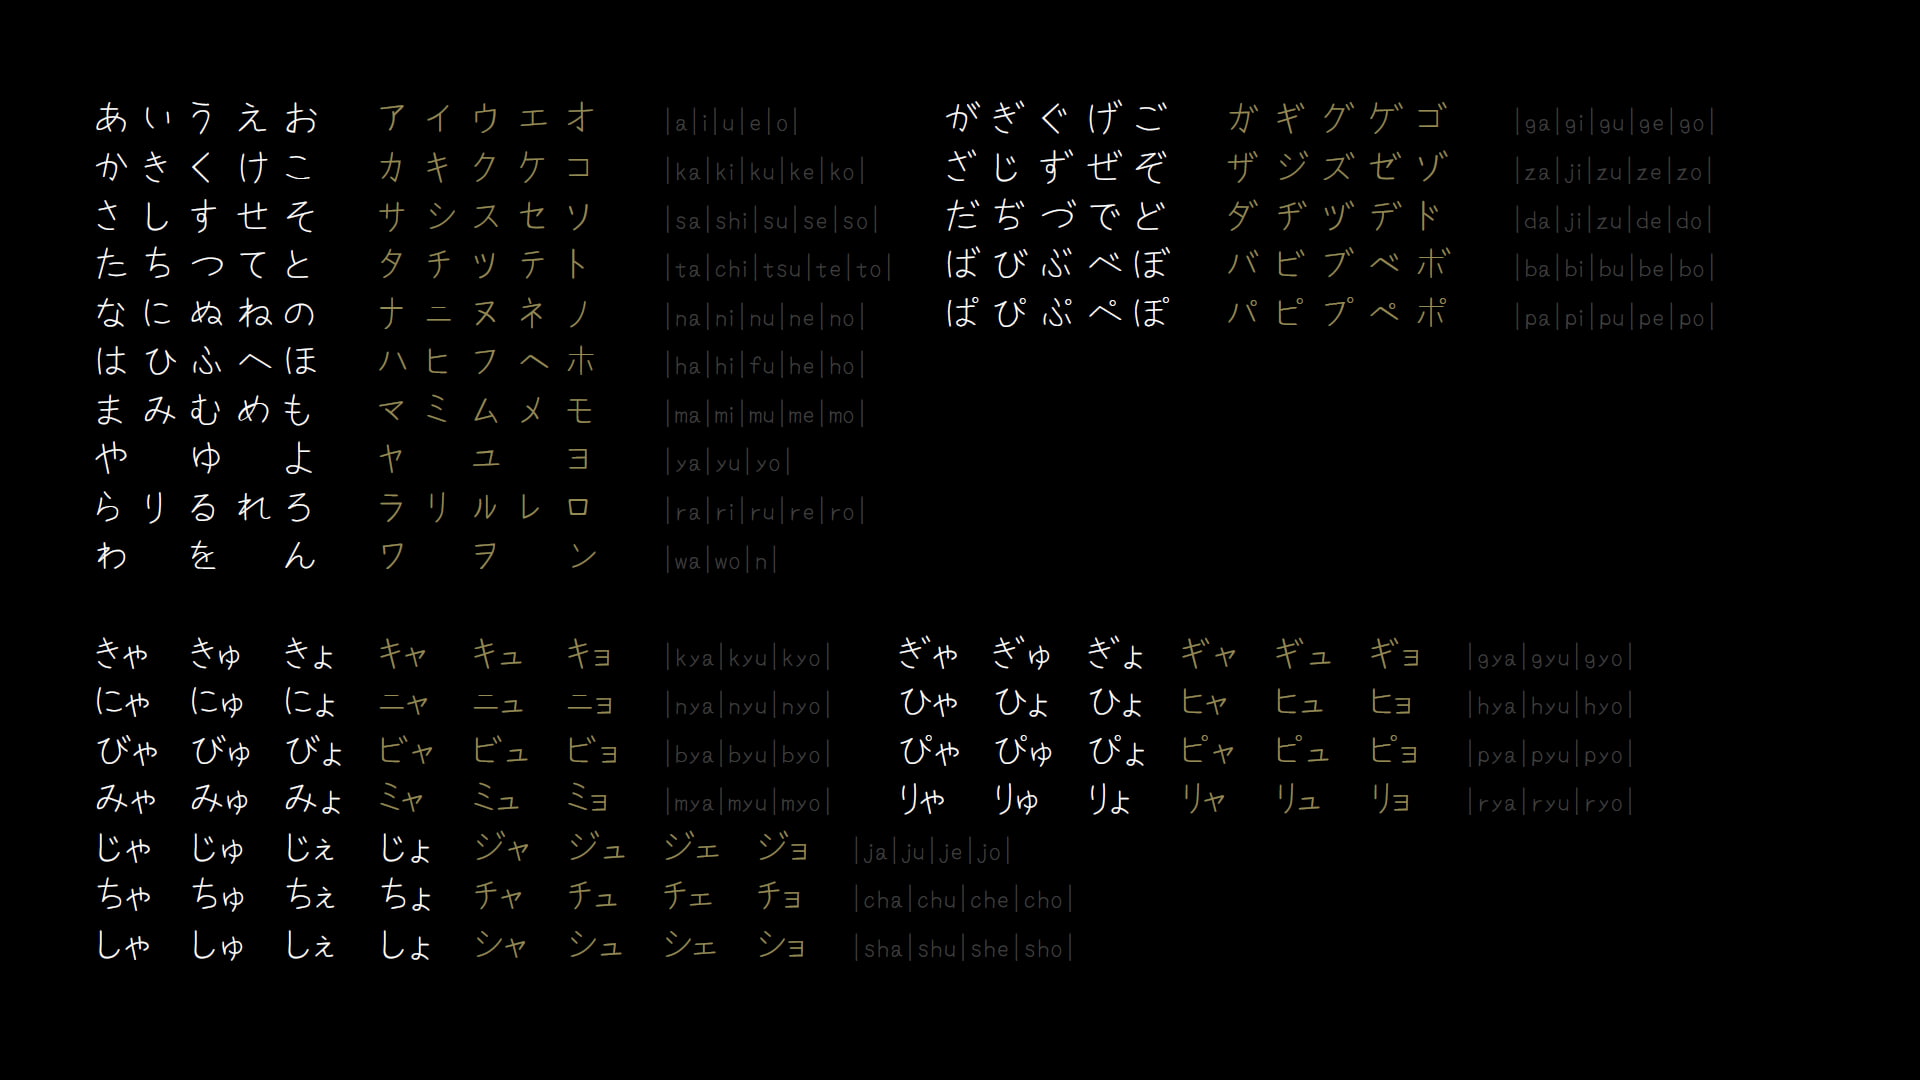 あ い う え お ア イ ウ エ オ |a|i|u|e|o| が ぎ ぐ げ ご ガ ギ グ ゲ ゴ |ga|gi|gu|ge|go|
か き く け こ カ キ ク ケ コ |ka|ki|ku|ke|ko| ざ じ ず ぜ ぞ ザ ジ ズ ゼ ゾ |za|ji|zu|ze|zo|
さ し す せ そ サ シ ス セ ソ |sa|shi|su|se|so| だ ぢ づ で ど ダ ヂ ヅ デ ド |da|ji|zu|de|do|
た ち つ て と タ チ ツ テ ト |ta|chi|tsu|te|to| ば び ぶ べ ぼ バ ビ ブ ベ ボ |ba|bi|bu|be|bo|
な に ぬ ね の ナ ニ ヌ ネ ノ |na|ni|nu|ne|no| ぱ ぴ ぷ ぺ ぽ パ ピ プ ペ ポ |pa|pi|pu|pe|po|
は ひ ふ へ ほ ハ ヒ フ ヘ ホ |ha|hi|fu|he|ho|
ま み む め も マ ミ ム メ モ |ma|mi|mu|me|mo|
や ゆ よ ヤ ユ ヨ |ya|yu|yo|
ら り る れ ろ ラ リ ル レ ロ |ra|ri|ru|re|ro|
わ を ん ワ ヲ ン |wa|wo|n|
きゃ きゅ きょ キャ キュ キョ |kya|kyu|kyo| ぎゃ ぎゅ ぎょ ギャ ギュ ギョ |gya|gyu|gyo|
にゃ にゅ にょ ニャ ニュ ニョ |nya|nyu|nyo| ひゃ ひょ ひょ ヒャ ヒュ ヒョ |hya|hyu|hyo|
びゃ びゅ びょ ビャ ビュ ビョ |bya|byu|byo| ぴゃ ぴゅ ぴょ ピャ ピュ ピョ |pya|pyu|pyo|
みゃ みゅ みょ ミャ ミュ ミョ |mya|myu|myo| りゃ りゅ りょ リャ リュ リョ |rya|ryu|ryo|
じゃ じゅ じぇ じょ ジャ ジュ ジェ ジョ |ja|ju|je|jo|
ちゃ ちゅ ちぇ ちょ チャ チュ チェ チョ |cha|chu|che|cho|
しゃ しゅ しぇ しょ シャ シュ シェ ショ |sha|shu|she|sho|